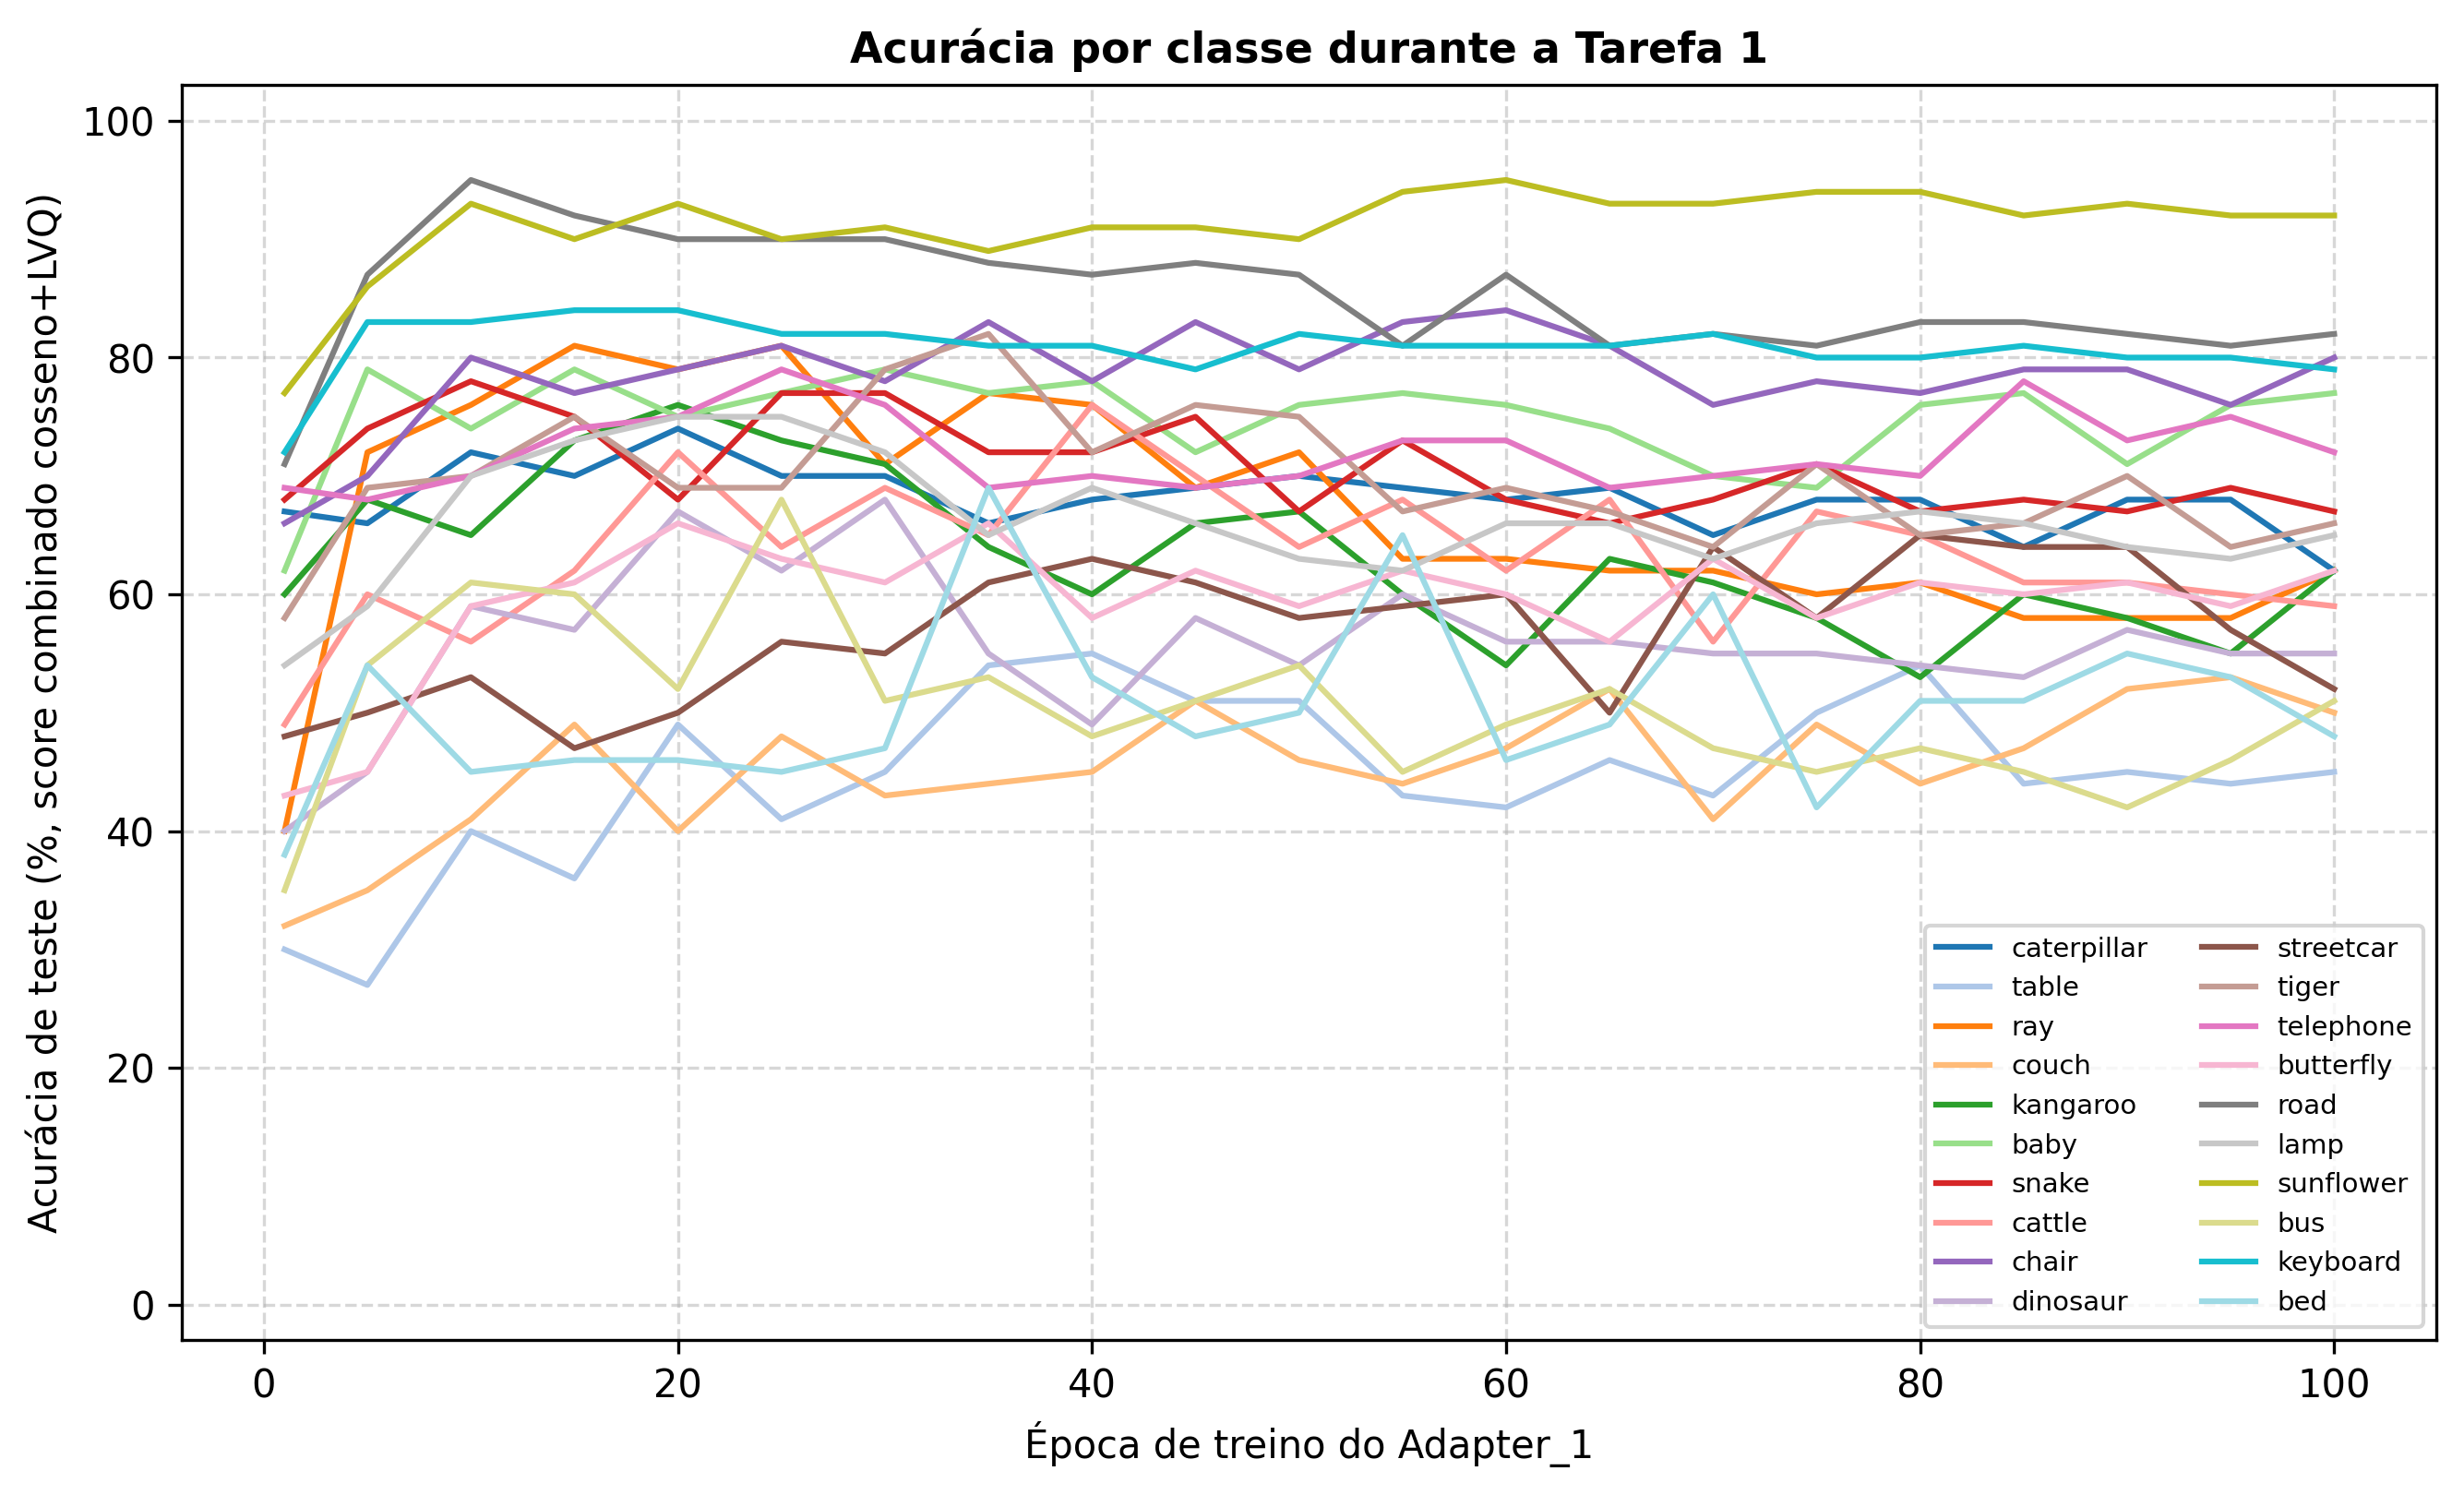 Acurácia por classe durante a Tarefa 1
Acurácia de teste (%, score combinado cosseno+LVQ)
100
80
60
40
20
0
0 20 40 60 80 100
Época de treino do Adapter_1
caterpillar
table
ray
couch
kangaroo
baby
snake
cattle
chair
dinosaur
streetcar
tiger
telephone
butterfly
road
lamp
sunflower
bus
keyboard
bed